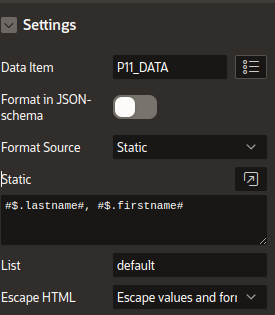 Settings
Data Item
P11_DATA
Format in JSON-
schema
Format Source
Static
Static
#$.lastname#, #$.firstname#
List
default
Escape HTML
Escape values and forr